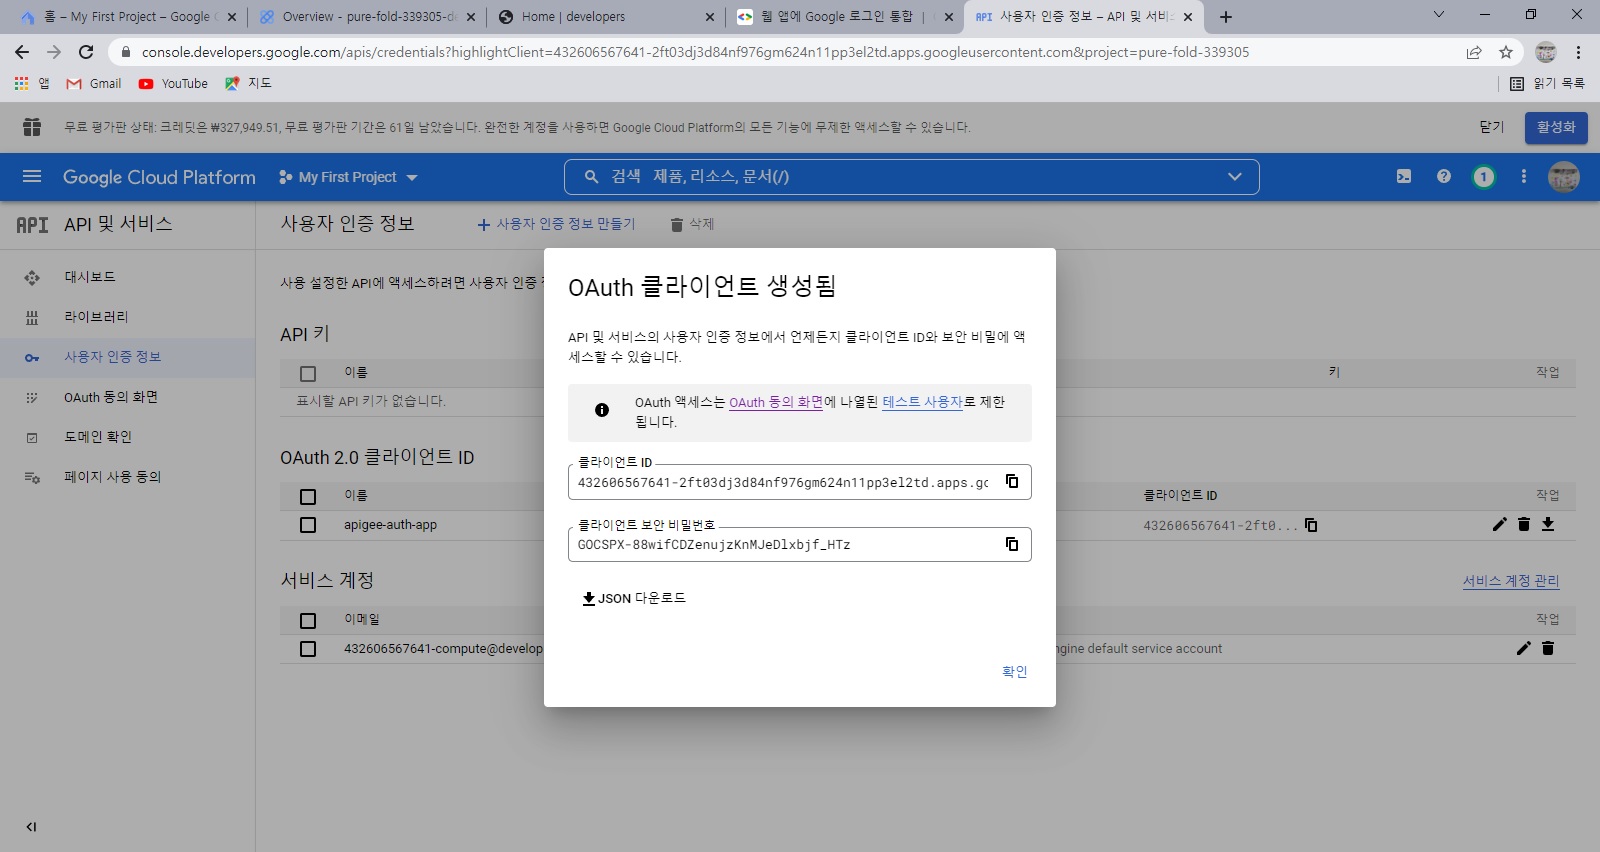 홈 – My First Project – Google C
Overview - pure-fold-339305-de
Home | developers
웹 앱에 Google 로그인 통합 |
API 사용자 인증 정보 – API 및 서비스
console.developers.google.com/apis/credentials?highlightClient=432606567641-2ft03dj3d84nf976gm624n11pp3el2td.apps.googleusercontent.com&project=pure-fold-339305
앱 Gmail YouTube 지도 읽기 목록
무료 평가판 상태: 크레딧은 ₩327,949.51, 무료 평가판 기간은 61일 남았습니다. 완전한 계정을 사용하면 Google Cloud Platform의 모든 기능에 무제한 액세스할 수 있습니다. 닫기 활성화
Google Cloud Platform My First Project 검색 제품, 리소스, 문서(/) 1
API API 및 서비스
대시보드
라이브러리
사용자 인증 정보
OAuth 동의 화면
도메인 확인
페이지 사용 동의
사용자 인증 정보 + 사용자 인증 정보 만들기 삭제
사용 설정한 API에 액세스하려면 사용자 인증
API 키
이름 키 작업
표시할 API 키가 없습니다.
OAuth 2.0 클라이언트 ID
이름 클라이언트 ID 작업
apigee-auth-app 432606567641-2ft0...
서비스 계정 서비스 계정 관리
이메일 작업
432606567641-compute@develop ngine default service account
OAuth 클라이언트 생성됨
API 및 서비스의 사용자 인증 정보에서 언제든지 클라이언트 ID와 보안 비밀에 액
세스할 수 있습니다.
OAuth 액세스는 OAuth 동의 화면에 나열된 테스트 사용자로 제한
됩니다.
클라이언트 ID
432606567641-2ft03dj3d84nf976gm624n11pp3el2td.apps.gc
클라이언트 보안 비밀번호
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
JSON 다운로드
확인